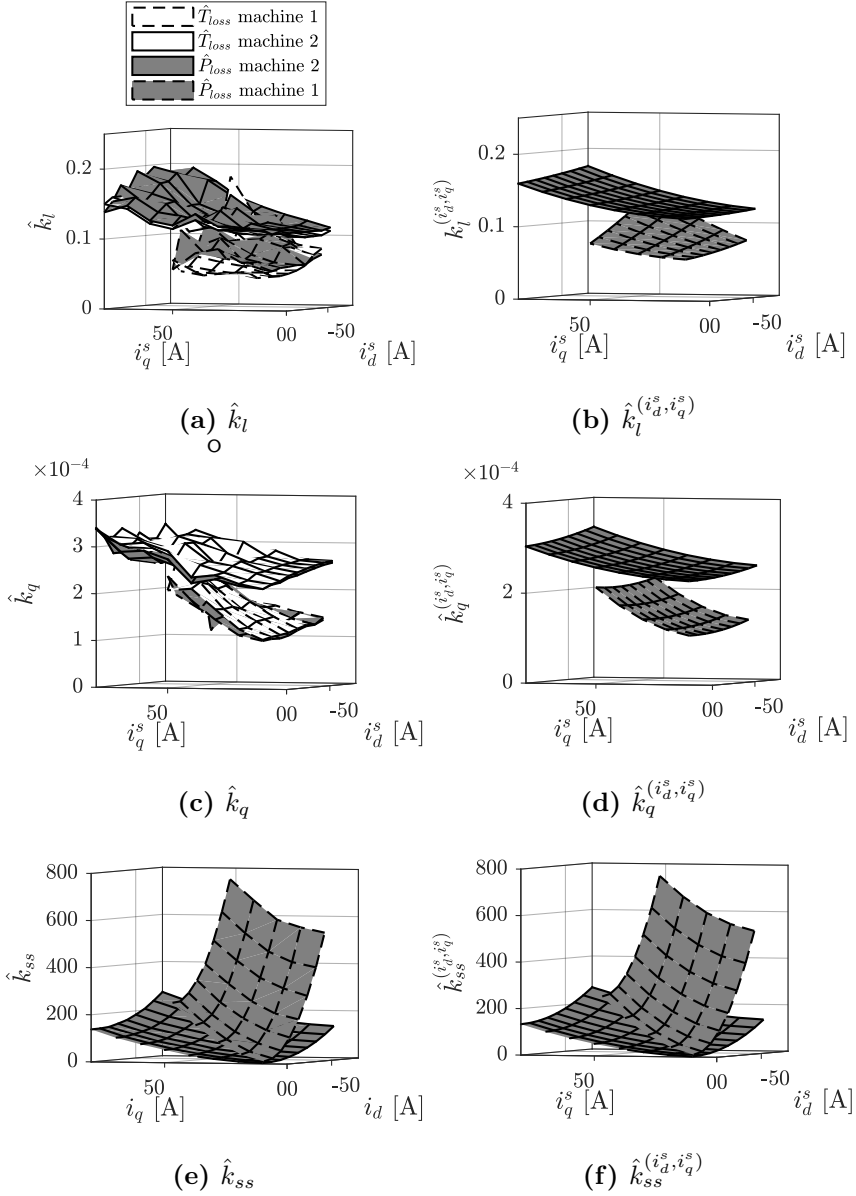 T̂_loss machine 1
T̂_loss machine 2
P̂_loss machine 2
P̂_loss machine 1
0.2
0.1
0
k̂_l
50
00
-50
i_q^s [A]
i_d^s [A]
(a) k̂_l
0.2
0.1
0
k_l^(i_d^s,i_q^s)
50
00
-50
i_q^s [A]
i_d^s [A]
(b) k̂_l^(i_d^s,i_q^s)
×10^−4
4
3
2
1
0
k̂_q
50
00
-50
i_q^s [A]
i_d^s [A]
(c) k̂_q
×10^−4
4
2
0
k̂_q^(i_d^s,i_q^s)
50
00
-50
i_q^s [A]
i_d^s [A]
(d) k̂_q^(i_d^s,i_q^s)
800
600
400
200
0
k̂_ss
50
00
-50
i_q [A]
i_d [A]
(e) k̂_ss
800
600
400
200
0
k̂_ss^(i_d^s,i_q^s)
50
00
-50
i_q^s [A]
i_d^s [A]
(f) k̂_ss^(i_d^s,i_q^s)